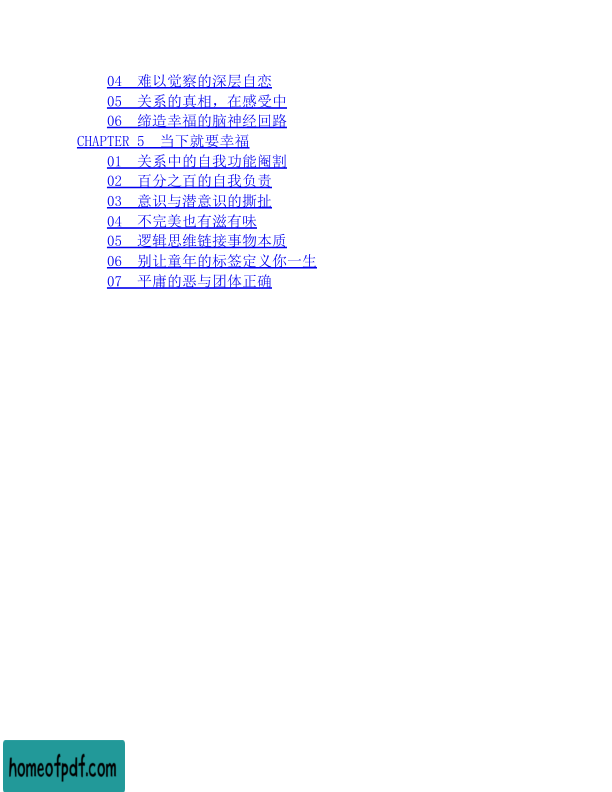 04 难以觉察的深层自恋
05 关系的真相，在感受中
06 缔造幸福的脑神经回路
CHAPTER 5 当下就要幸福
01 关系中的自我功能阉割
02 百分之百的自我负责
03 意识与潜意识的撕扯
04 不完美也有滋有味
05 逻辑思维链接事物本质
06 别让童年的标签定义你一生
07 平庸的恶与团体正确
homeofpdf.com